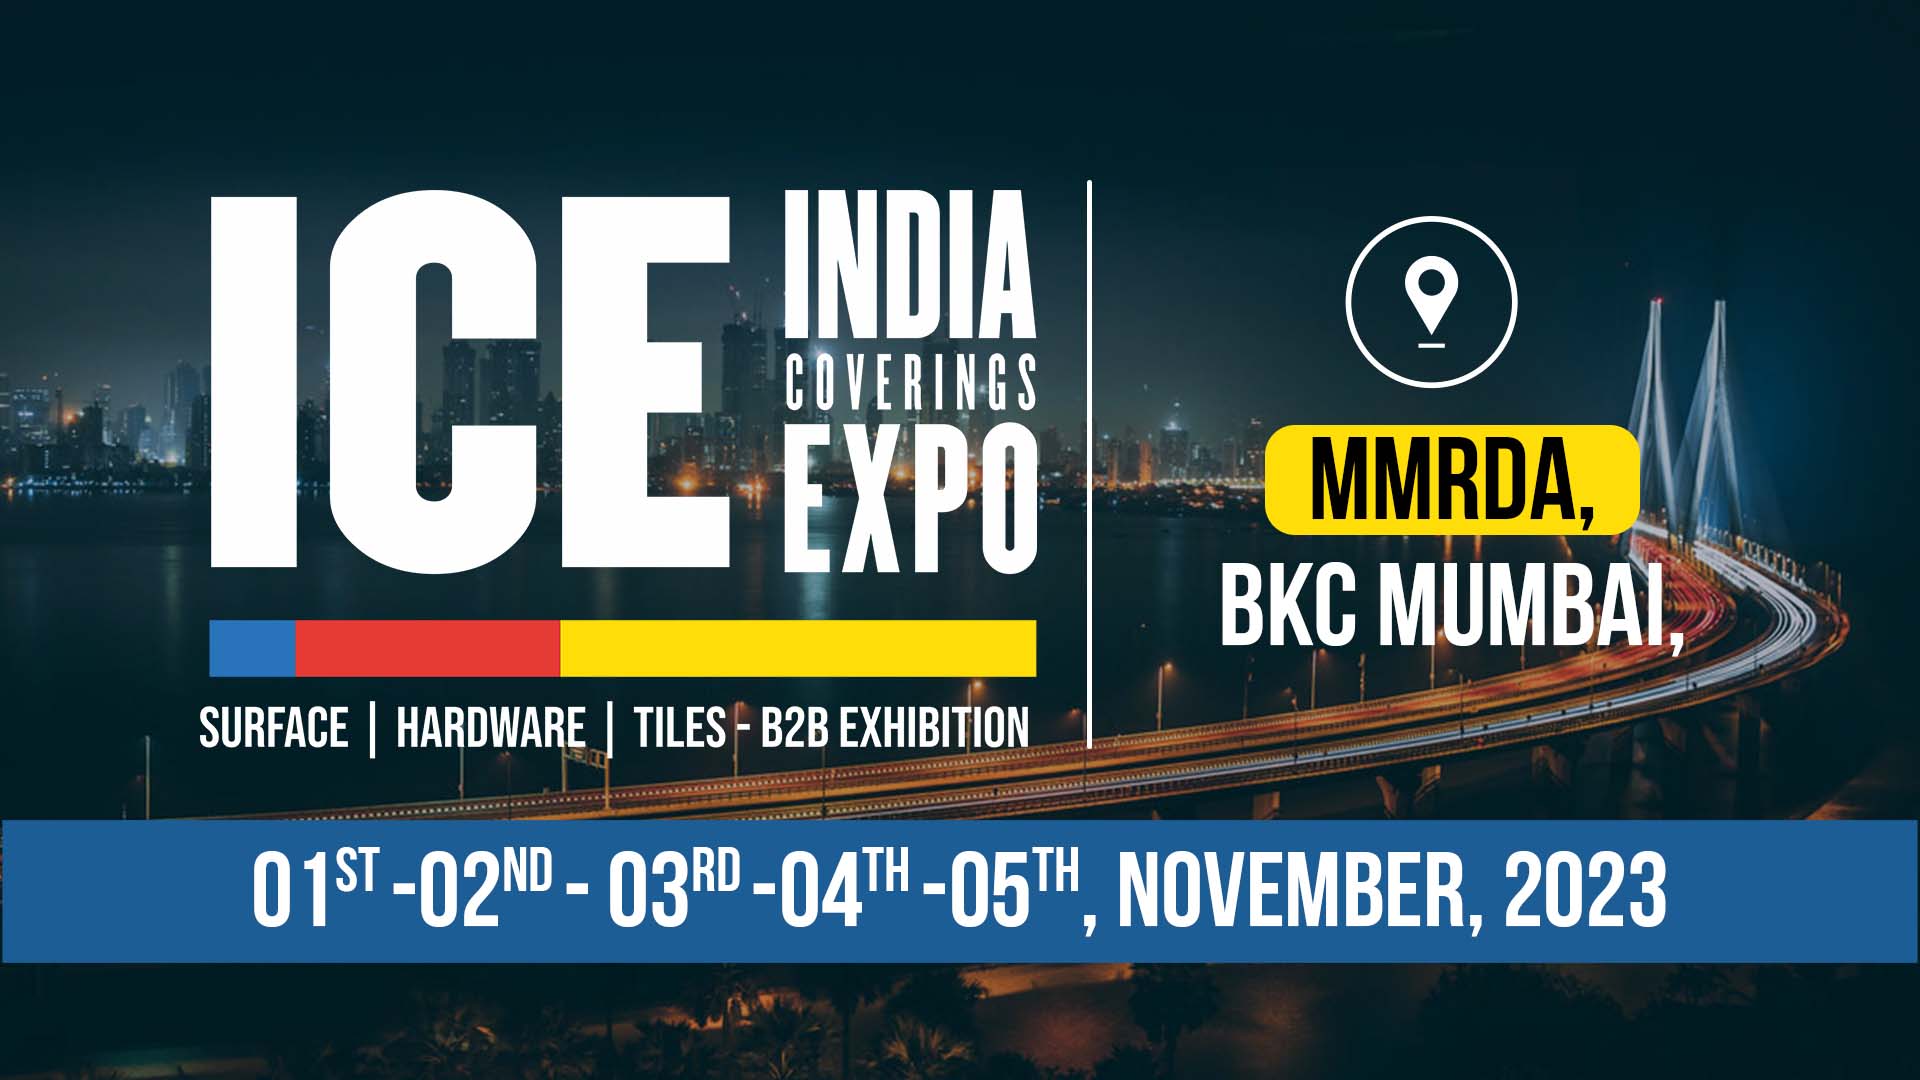 ICE
INDIA
COVERINGS
EXPO
SURFACE | HARDWARE | TILES - B2B EXHIBITION
MMRDA,
BKC MUMBAI,
01ST -02ND - 03RD -04TH -05TH, NOVEMBER, 2023